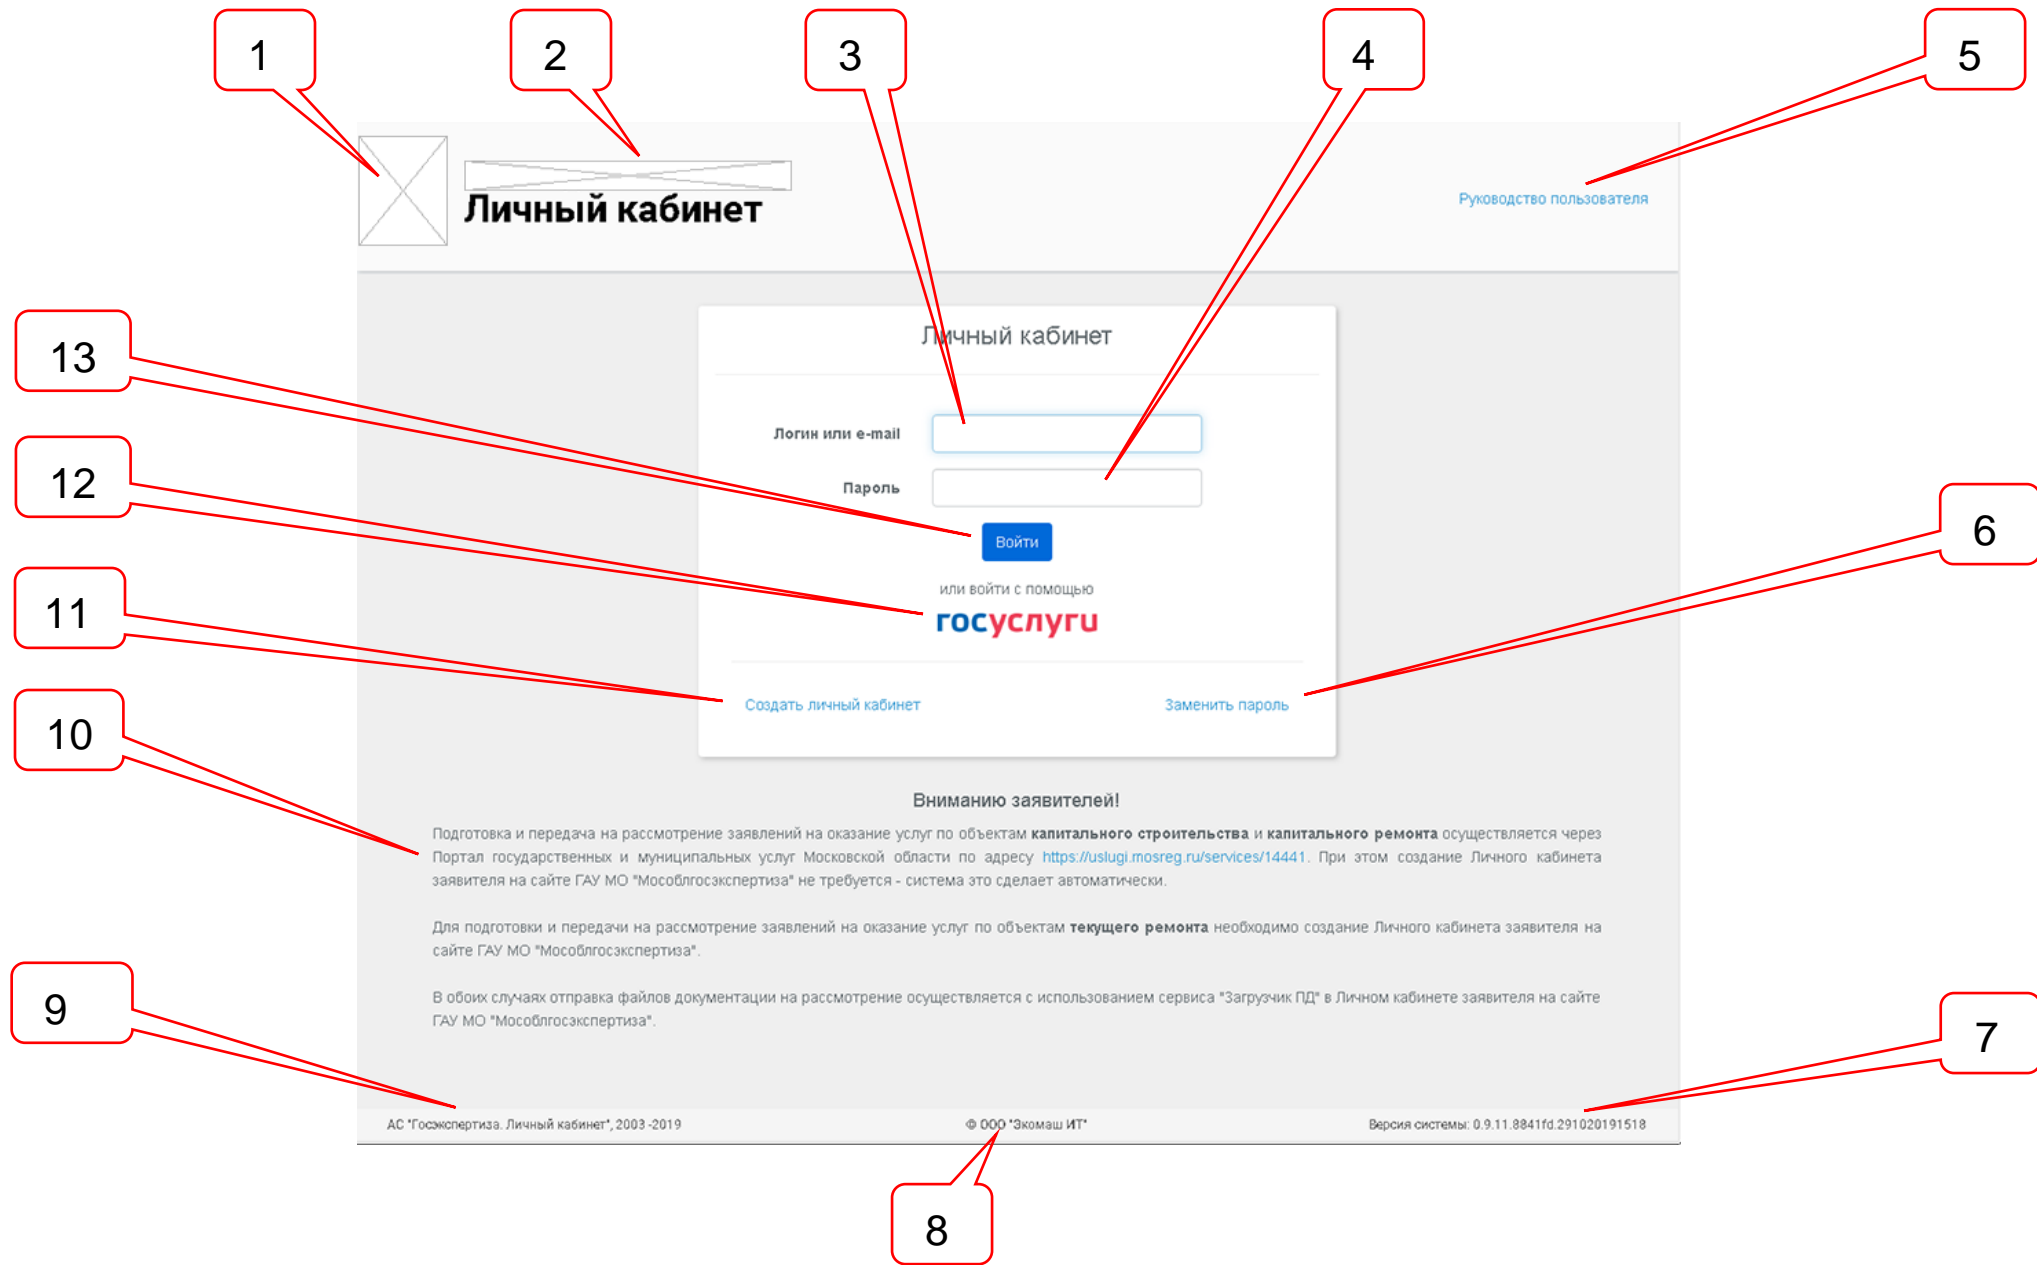 1
2
3
4
5
Личный кабинет
Руководство пользователя
13
Личный кабинет
12
Логин или e-mail
Пароль
6
Войти
11
или войти с помощью
госуслуги
10
Создать личный кабинет
Заменить пароль
Вниманию заявителей!
Подготовка и передача на рассмотрение заявлений на оказание услуг по объектам капитального строительства и капитального ремонта осуществляется через
Портал государственных и муниципальных услуг Московской области по адресу https://uslugi.mosreg.ru/services/14441. При этом создание Личного кабинета
заявителя на сайте ГАУ МО "Мособлгосэкспертиза" не требуется - система это сделает автоматически.
Для подготовки и передачи на рассмотрение заявлений на оказание услуг по объектам текущего ремонта необходимо создание Личного кабинета заявителя на
сайте ГАУ МО "Мособлгосэкспертиза".
9
В обоих случаях отправка файлов документации на рассмотрение осуществляется с использованием сервиса "Загрузчик ПД" в Личном кабинете заявителя на сайте
ГАУ МО "Мособлгосэкспертиза".
7
АС "Госэкспертиза. Личный кабинет", 2003 -2019
© ООО "Экомаш ИТ"
Версия системы: 0.9.11.8841fd.291020191518
8